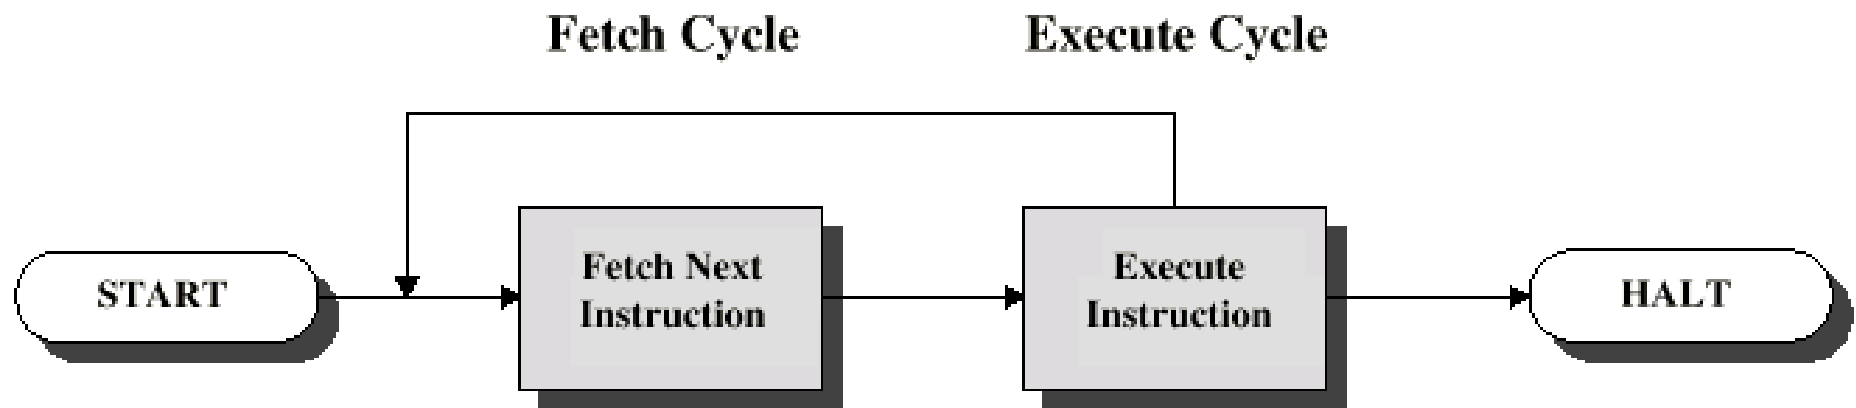 Fetch Cycle
Execute Cycle
START
Fetch Next
Instruction
Execute
Instruction
HALT